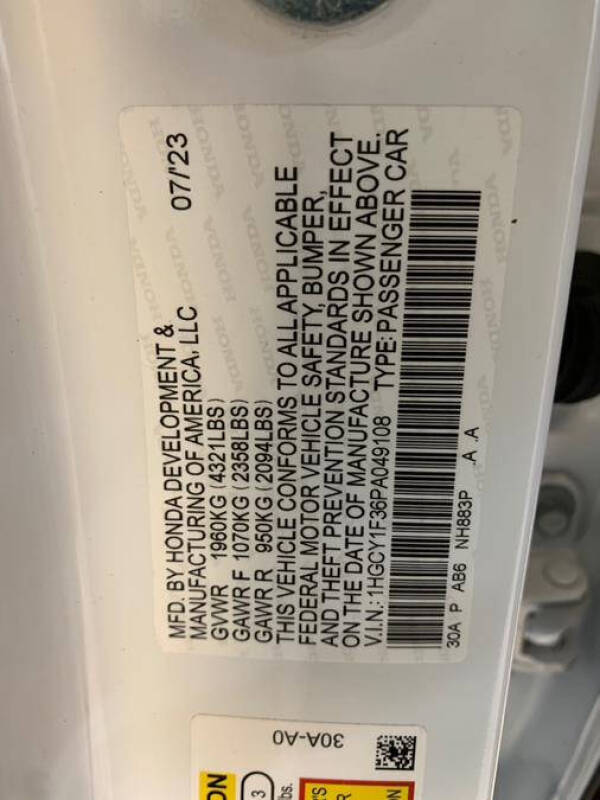 MFD. BY HONDA DEVELOPMENT &
MANUFACTURING OF AMERICA, LLC 07/'23
GVWR 1960KG (4321LBS)
GAWR F 1070KG (2358LBS)
GAWR R 950KG (2094LBS)
THIS VEHICLE CONFORMS TO ALL APPLICABLE
FEDERAL MOTOR VEHICLE SAFETY, BUMPER,
AND THEFT PREVENTION STANDARDS IN EFFECT
ON THE DATE OF MANUFACTURE SHOWN ABOVE.
V.I.N.: 1HGCY1F36PA049108 TYPE:PASSENGER CAR
30A P AB6 NH883P .A .A
30A-A0
3
lbs.